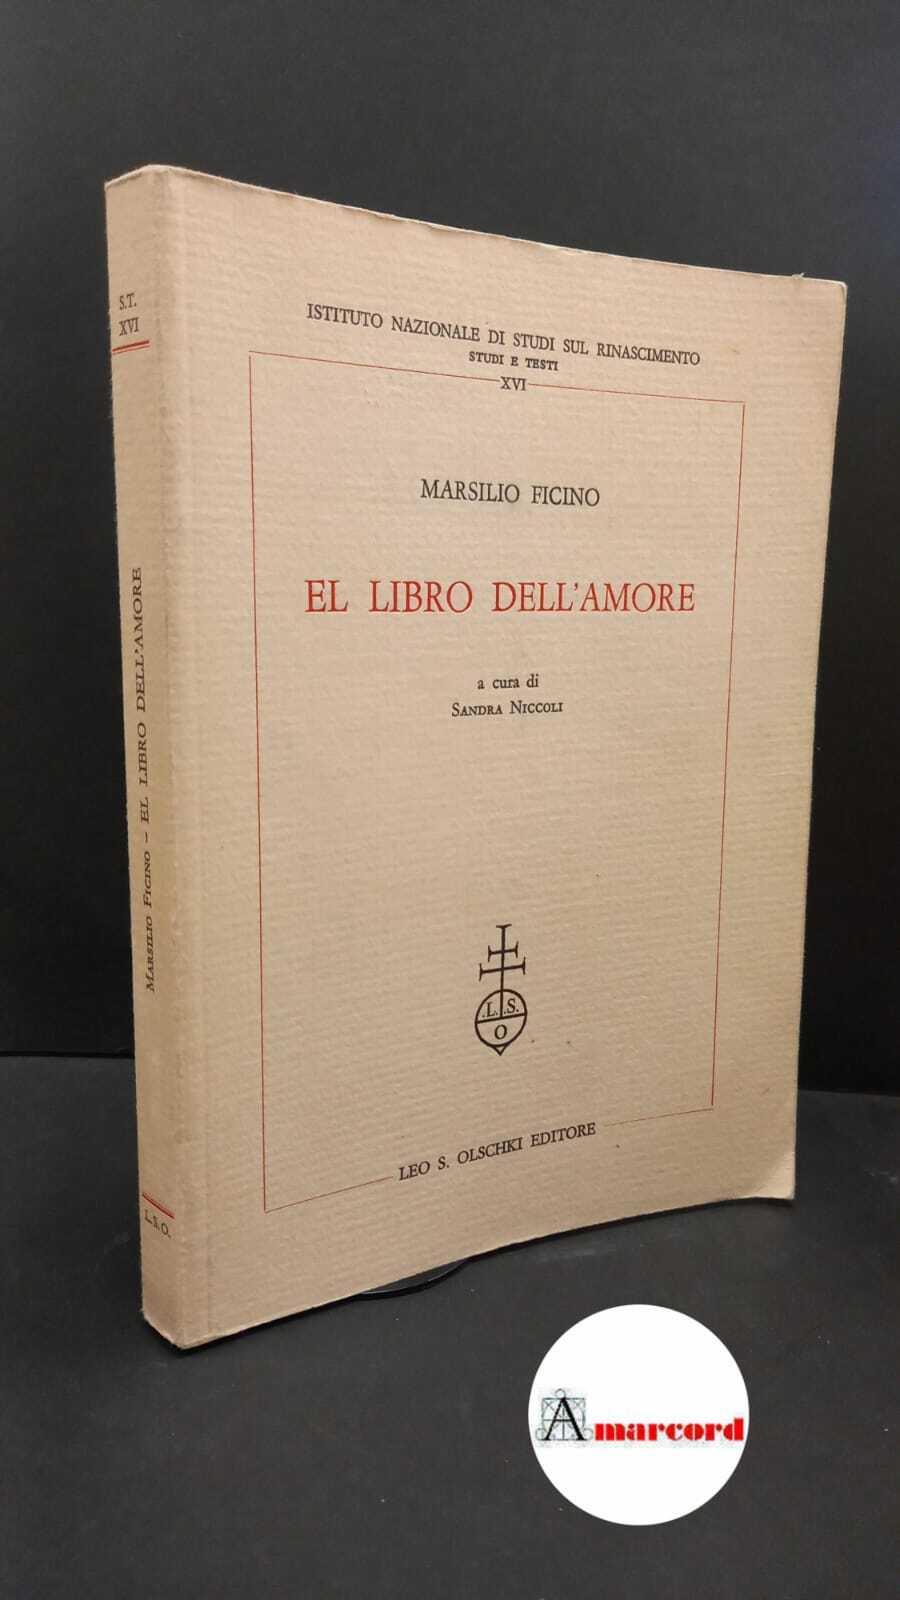 S.T.
XVI
MARSILIO FICINO – EL LIBRO DELL'AMORE
L.S.O.
ISTITUTO NAZIONALE DI STUDI SUL RINASCIMENTO
STUDI E TESTI
XVI
MARSILIO FICINO
EL LIBRO DELL'AMORE
a cura di
SANDRA NICCOLI
.L.S.
O
LEO S. OLSCHKI EDITORE
Amarcord